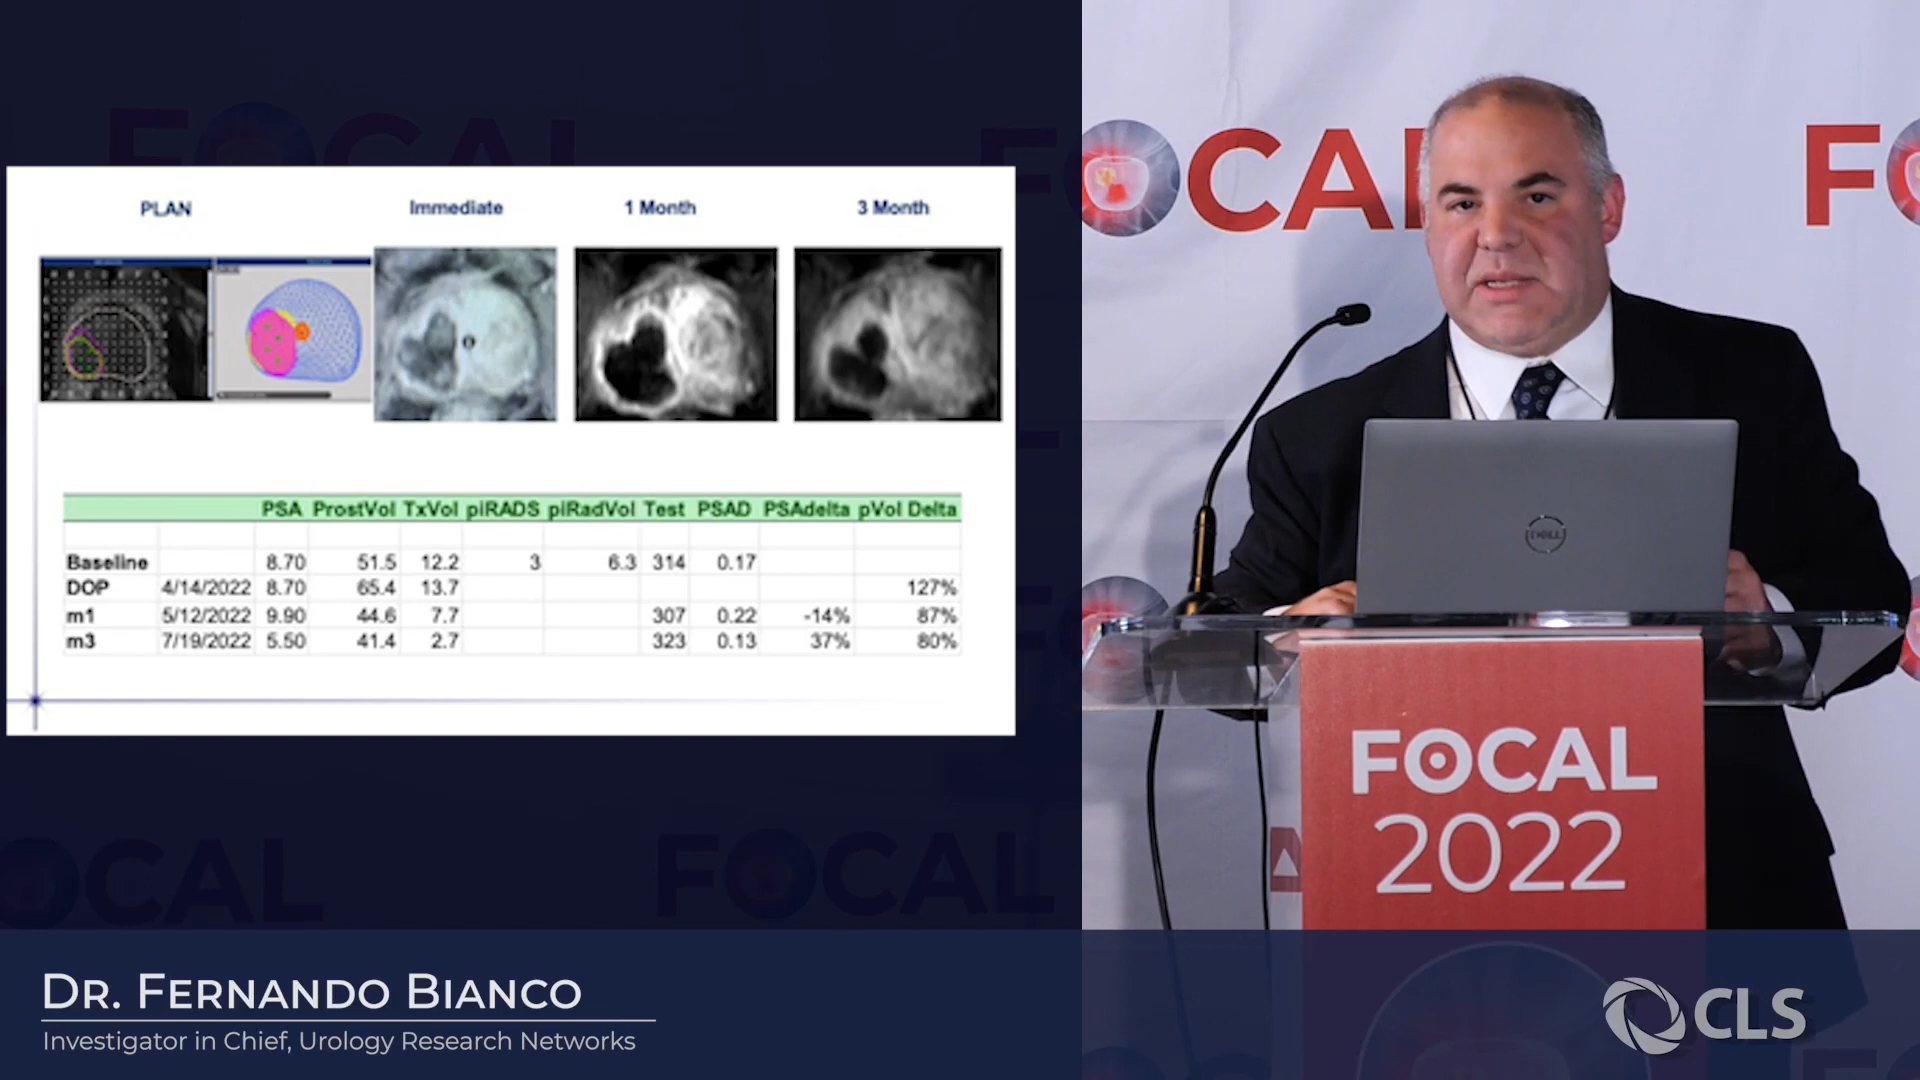 PLAN Immediate 1 Month 3 Month
PSA ProstVol TxVol piRADS piRadVol Test PSAD PSAdelta pVol Delta
Baseline 8.70 51.5 12.2 3 6.3 314 0.17
DOP 4/14/2022 8.70 65.4 13.7 127%
m1 5/12/2022 9.90 44.6 7.7 307 0.22 -14% 87%
m3 7/19/2022 5.50 41.4 2.7 323 0.13 37% 80%
FOCAL
DELL
FOCAL
2022
DR. FERNANDO BIANCO
Investigator in Chief, Urology Research Networks
CLS